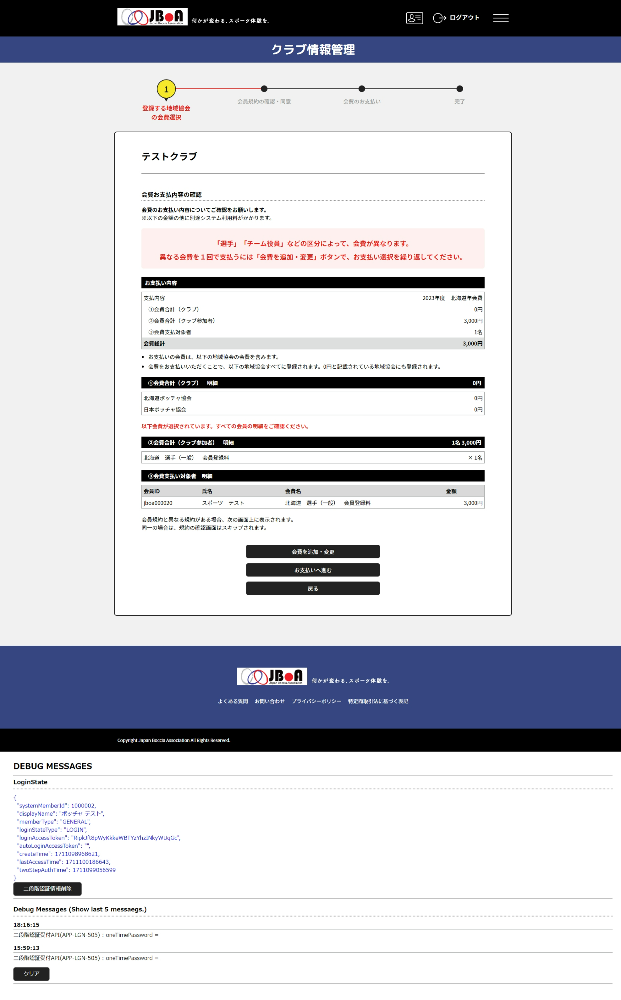 JBoA
Japan Boccia Association
何かが変わる、スポーツ体験を。
ログアウト
クラブ情報管理
1
登録する地域協会
の会費選択
会員規約の確認・同意
会費のお支払い
完了
テストクラブ
会費お支払内容の確認
会費のお支払い内容についてご確認をお願いします。
※以下の金額の他に別途システム利用料がかかります。
「選手」「チーム役員」などの区分によって、会費が異なります。
異なる会費を１回で支払うには「会費を追加・変更」ボタンで、お支払い選択を繰り返してください。
お支払い内容
支払内容 2023年度　北海道年会費
①会費合計（クラブ） 0円
②会費合計（クラブ参加者） 3,000円
③会費支払対象者 1名
会費総計 3,000円
• お支払いの会費は、以下の地域協会の会費を含みます。
• 会費をお支払いいただくことで、以下の地域協会すべてに登録されます。0円と記載されている地域協会にも登録されます。
①会費合計（クラブ）　明細 0円
北海道ボッチャ協会 0円
日本ボッチャ協会 0円
以下会費が選択されています。すべての会員の明細をご確認ください。
②会費合計（クラブ参加者）　明細 1名 3,000円
北海道　選手（一般）　会員登録料 × 1名
③会費支払い対象者　明細
会員ID 氏名 会費名 金額
jboa000020 スポーツ　テスト 北海道　選手（一般）　会員登録料 3,000円
会員規約と異なる規約がある場合、次の画面上に表示されます。
同一の場合は、規約の確認画面はスキップされます。
会費を追加・変更
お支払いへ進む
戻る
JBoA
Japan Boccia Association
何かが変わる、スポーツ体験を。
よくある質問 お問い合わせ プライバシーポリシー 特定商取引法に基づく表記
Copyright Japan Boccia Association All Rights Reserved.
DEBUG MESSAGES
LoginState
{
"systemMemberId": 1000002,
"displayName": "ボッチャ テスト",
"memberType": "GENERAL",
"loginStateType": "LOGIN",
"loginAccessToken": "RipkJft8pWyKkkeWBTYzYhzINkyWUqGc",
"autoLoginAccessToken": "",
"createTime": 1711098968621,
"lastAccessTime": 1711100186643,
"twoStepAuthTime": 1711099056599
}
二段階認証情報削除
Debug Messages (Show last 5 messaegs.)
18:16:15
二段階認証受付API(APP-LGN-505) : oneTimePassword =
15:59:13
二段階認証受付API(APP-LGN-505) : oneTimePassword =
クリア